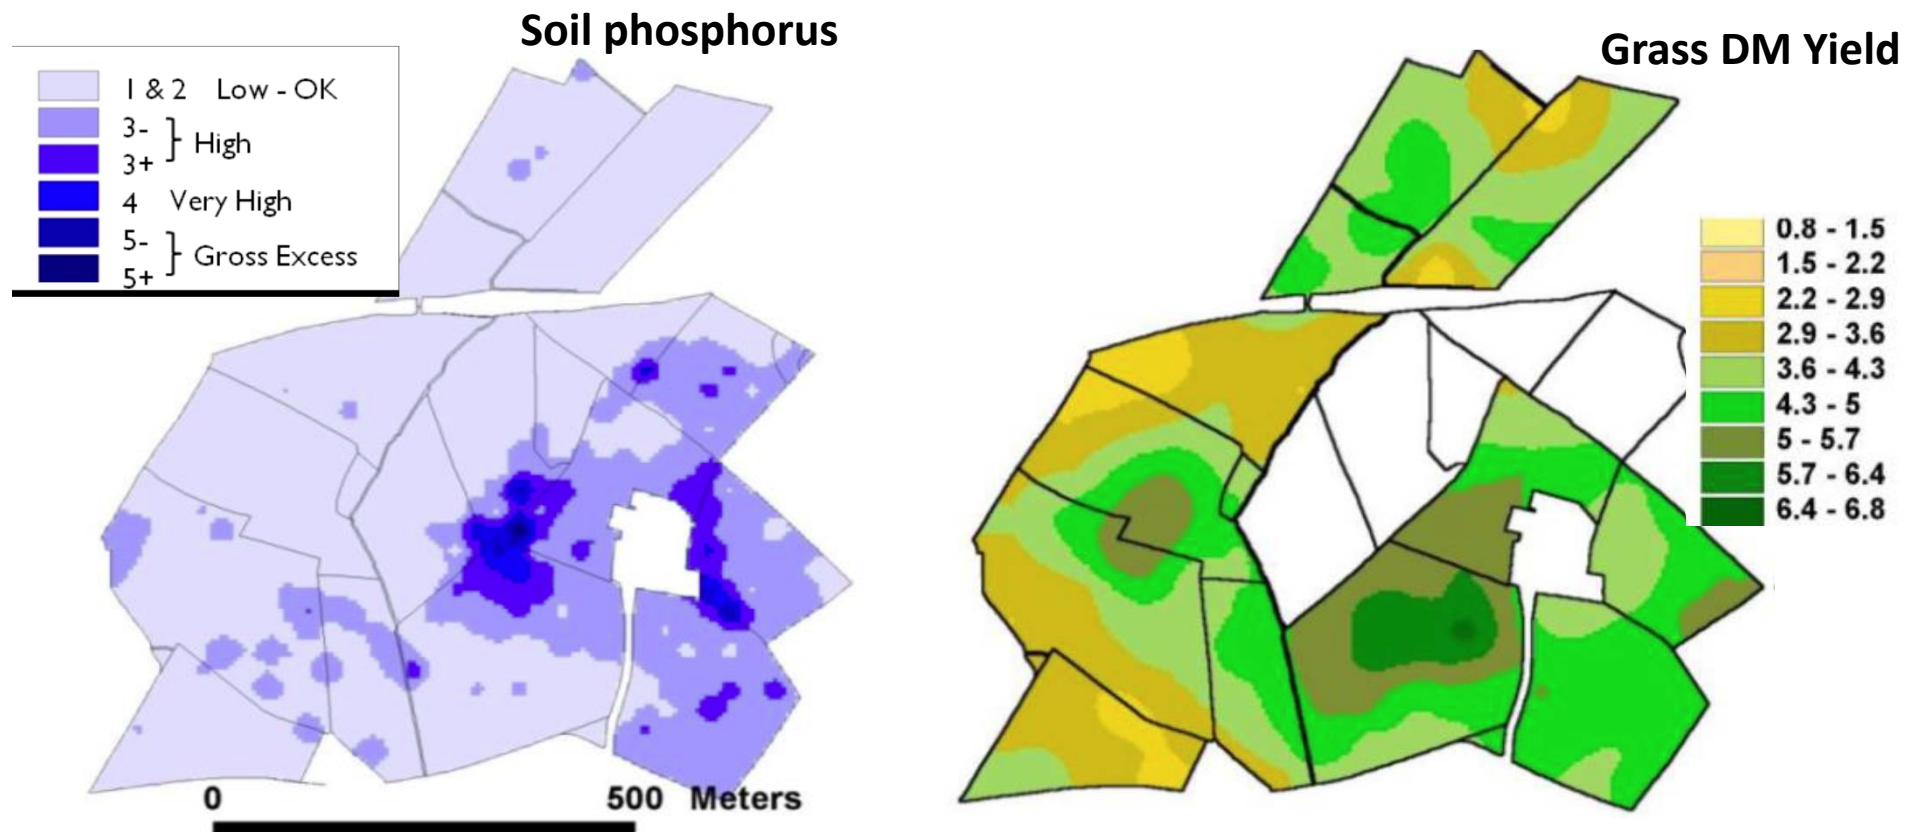 Soil phosphorus
1 & 2 Low - OK
3-
} High
3+
4 Very High
5-
} Gross Excess
5+
0 500 Meters
Grass DM Yield
0.8 - 1.5
1.5 - 2.2
2.2 - 2.9
2.9 - 3.6
3.6 - 4.3
4.3 - 5
5 - 5.7
5.7 - 6.4
6.4 - 6.8